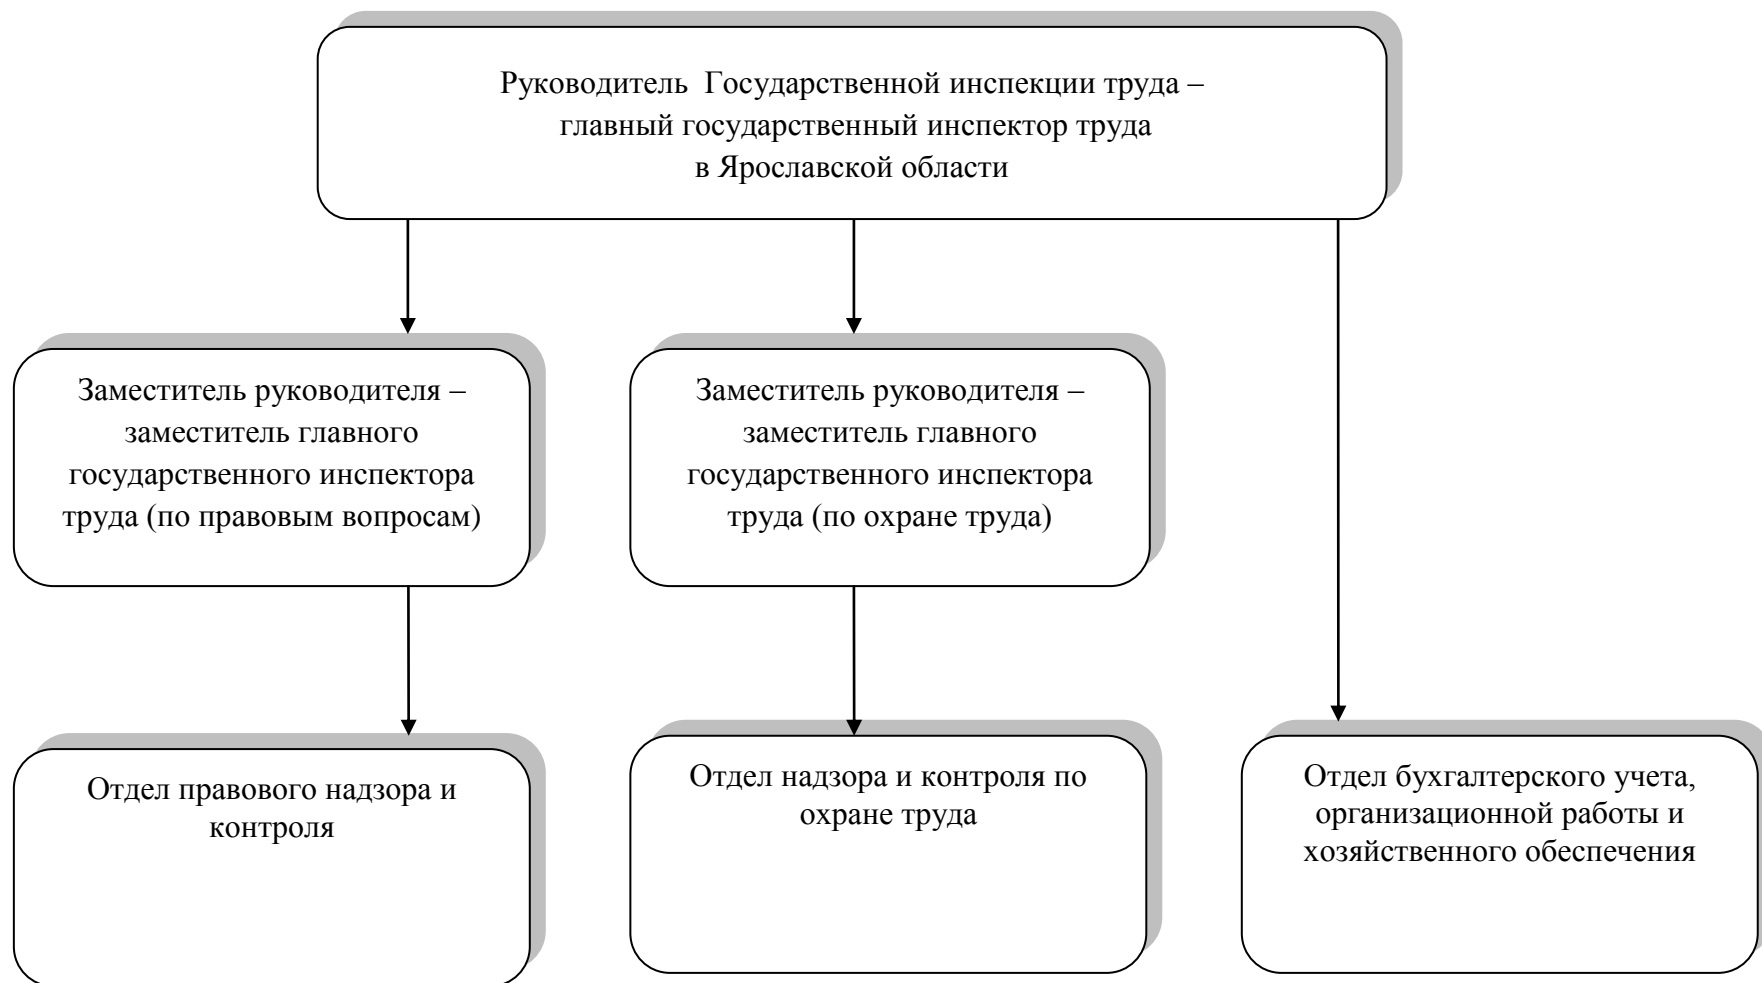 Руководитель  Государственной инспекции труда –
главный государственный инспектор труда
в Ярославской области
Заместитель руководителя –
заместитель главного
государственного инспектора
труда (по правовым вопросам)
Заместитель руководителя –
заместитель главного
государственного инспектора
труда (по охране труда)
Отдел правового надзора и
контроля
Отдел надзора и контроля по
охране труда
Отдел бухгалтерского учета,
организационной работы и
хозяйственного обеспечения